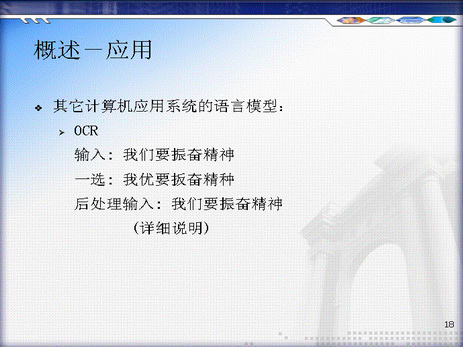 概述－应用
其它计算机应用系统的语言模型：
OCR
输入：我们要振奋精神
一选：我优要扳奋精种
后处理输入：我们要振奋精神
(详细说明)
18